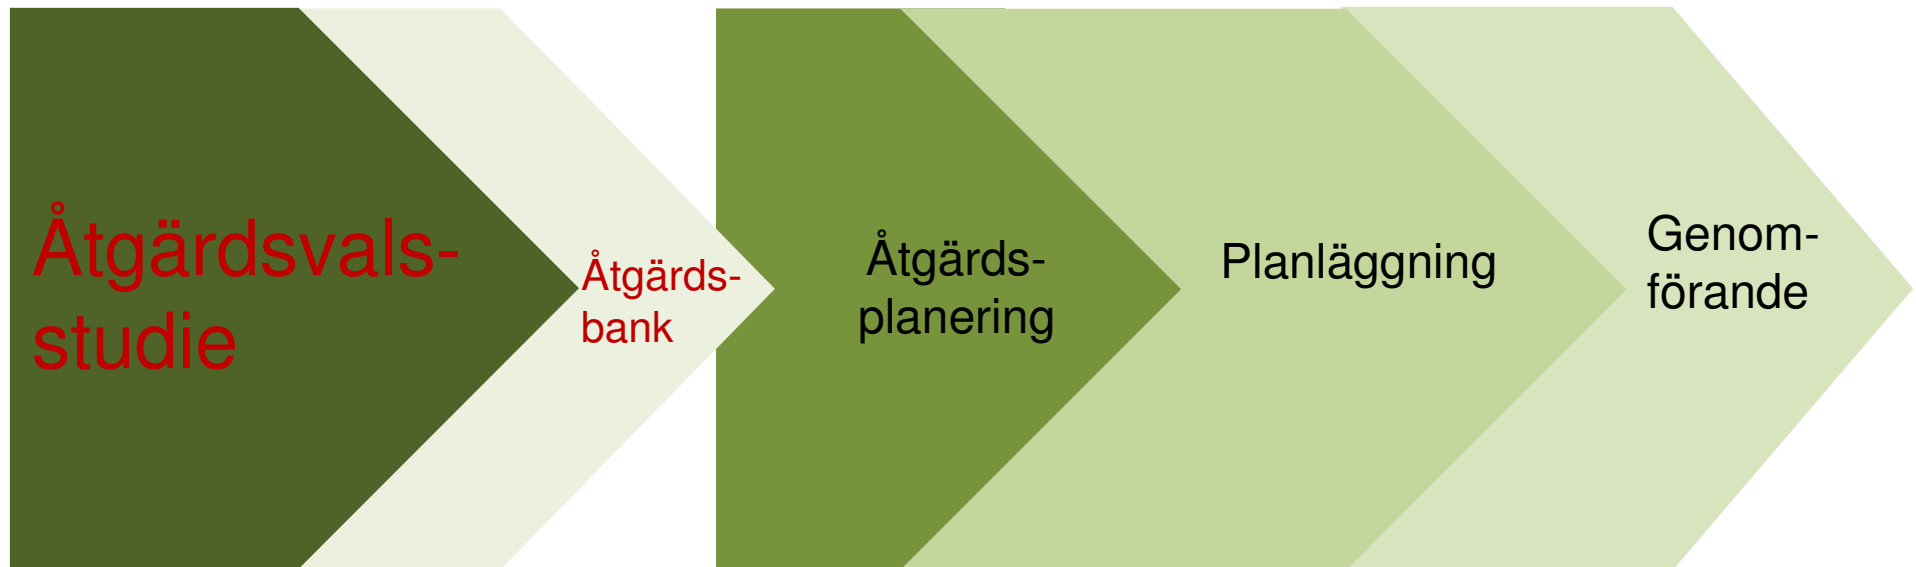 Åtgärdsvals-
studie
Åtgärds-
bank
Åtgärds-
planering
Planläggning
Genom-
förande